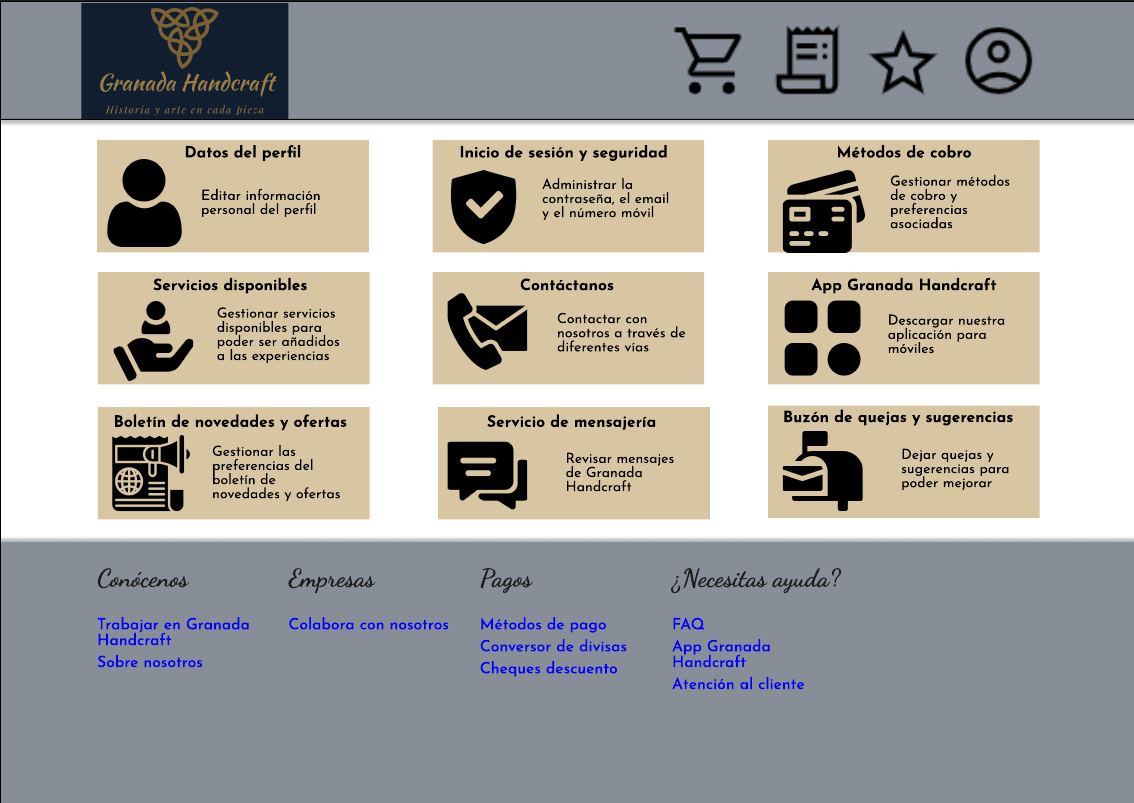 Granada Handcraft
Historia y arte en cada pieza
Datos del perfil
Editar información
personal del perfil
Inicio de sesión y seguridad
Administrar la
contraseña, el email
y el número móvil
Métodos de cobro
Gestionar métodos
de cobro y
preferencias
asociadas
Servicios disponibles
Gestionar servicios
disponibles para
poder ser añadidos
a las experiencias
Contáctanos
Contactar con
nosotros a través de
diferentes vías
App Granada Handcraft
Descargar nuestra
aplicación para
móviles
Boletín de novedades y ofertas
Gestionar las
preferencias del
boletín de
novedades y ofertas
Servicio de mensajería
Revisar mensajes
de Granada
Handcraft
Buzón de quejas y sugerencias
Dejar quejas y
sugerencias para
poder mejorar
Conócenos
Trabajar en Granada
Handcraft
Sobre nosotros
Empresas
Colabora con nosotros
Pagos
Métodos de pago
Conversor de divisas
Cheques descuento
¿Necesitas ayuda?
FAQ
App Granada
Handcraft
Atención al cliente